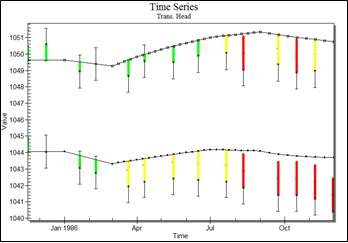 Time Series
Trans. Head
1051
1050
1049
1048
1047
1046
1045
1044
1043
1042
1041
1040
Value
Jan 1986
Apr
Jul
Oct
Time